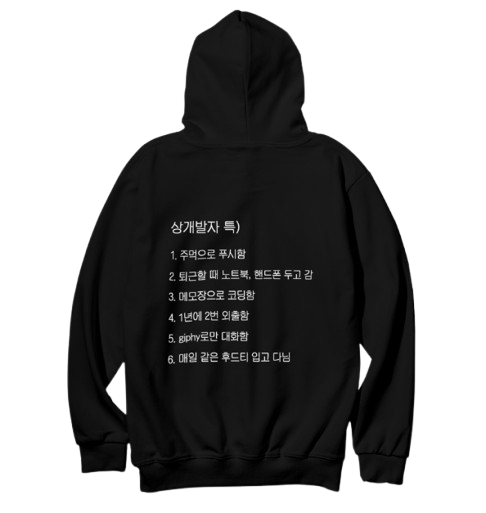 상개발자 특)
1. 주먹으로 푸시함
2. 퇴근할 때 노트북, 핸드폰 두고 감
3. 메모장으로 코딩함
4. 1년에 2번 외출함
5. giphy로만 대화함
6. 매일 같은 후드티 입고 다님